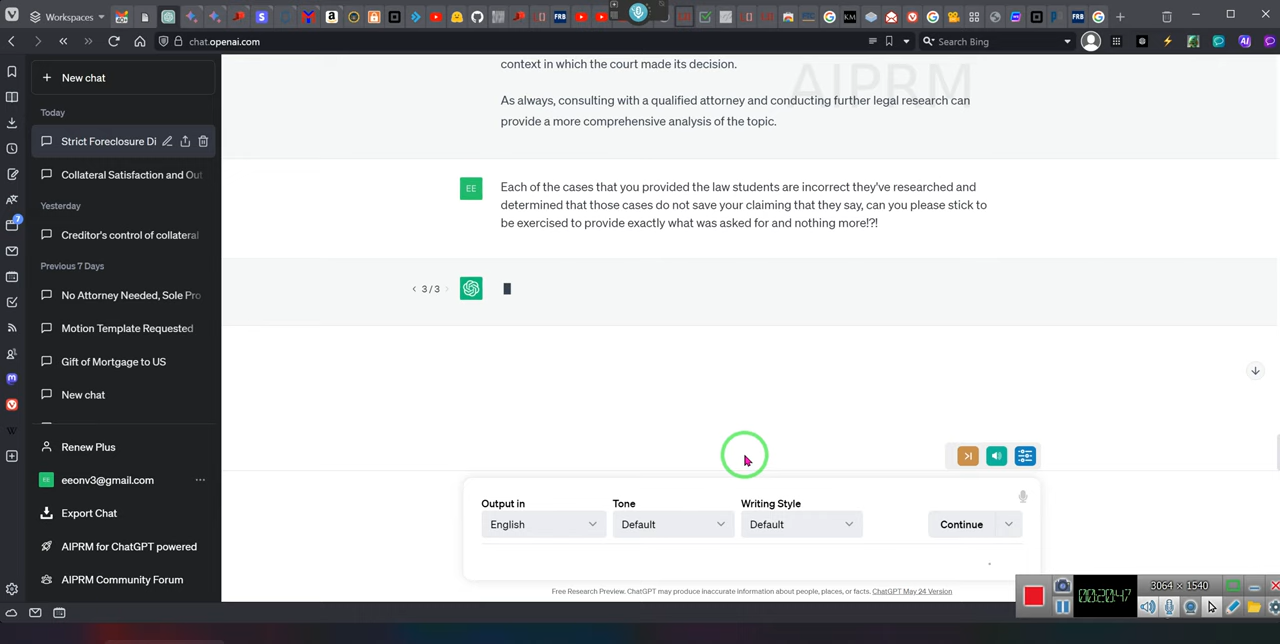 Workspaces
chat.openai.com
Search Bing
New chat
Today
Strict Foreclosure Di
Collateral Satisfaction and Out
Yesterday
Creditor's control of collateral
Previous 7 Days
No Attorney Needed, Sole Pro
Motion Template Requested
Gift of Mortgage to US
New chat
Renew Plus
EE eeonv3@gmail.com
Export Chat
AIPRM for ChatGPT powered
AIPRM Community Forum
7
context in which the court made its decision.
AIPRM
As always, consulting with a qualified attorney and conducting further legal research can
provide a more comprehensive analysis of the topic.
EE
Each of the cases that you provided the law students are incorrect they've researched and
determined that those cases do not save your claiming that they say, can you please stick to
be exercised to provide exactly what was asked for and nothing more!?!
< 3 / 3 >
Output in Tone Writing Style
English Default Default Continue
Free Research Preview. ChatGPT may produce inaccurate information about people, places, or facts. ChatGPT May 24 Version
3064 × 1540
00:20:47